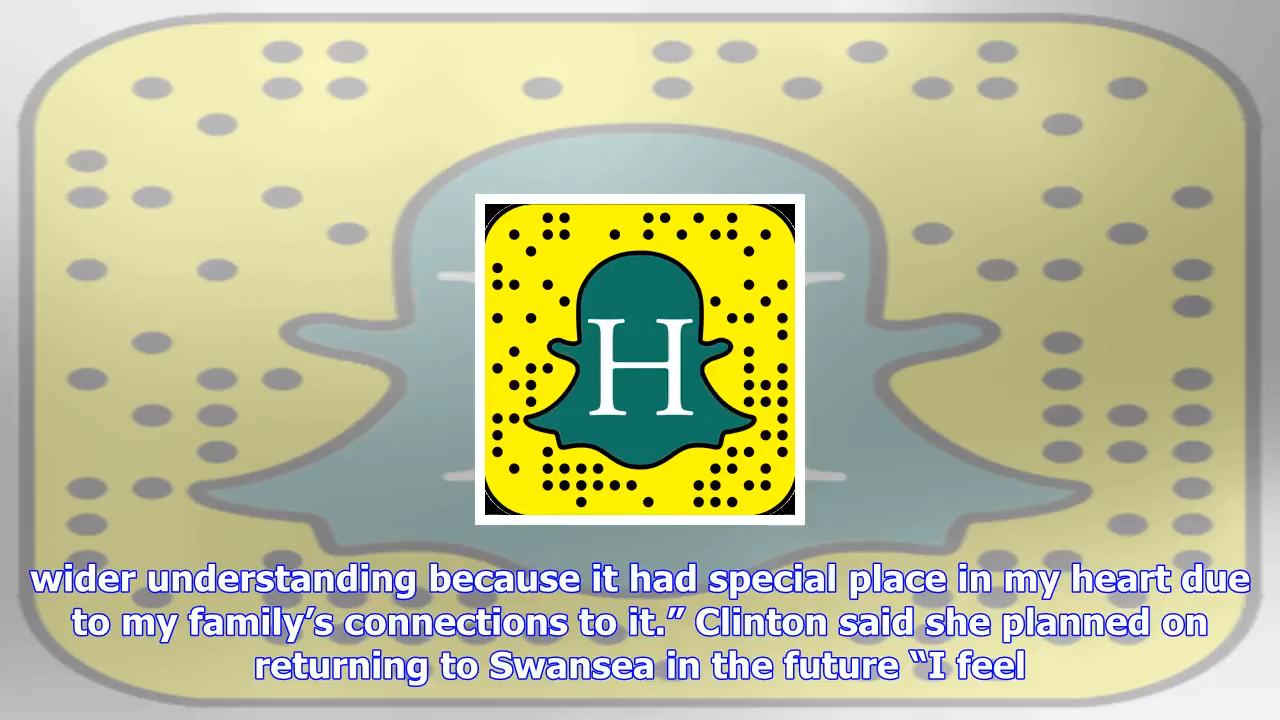 H
wider understanding because it had special place in my heart due
to my family’s connections to it.” Clinton said she planned on
returning to Swansea in the future “I feel